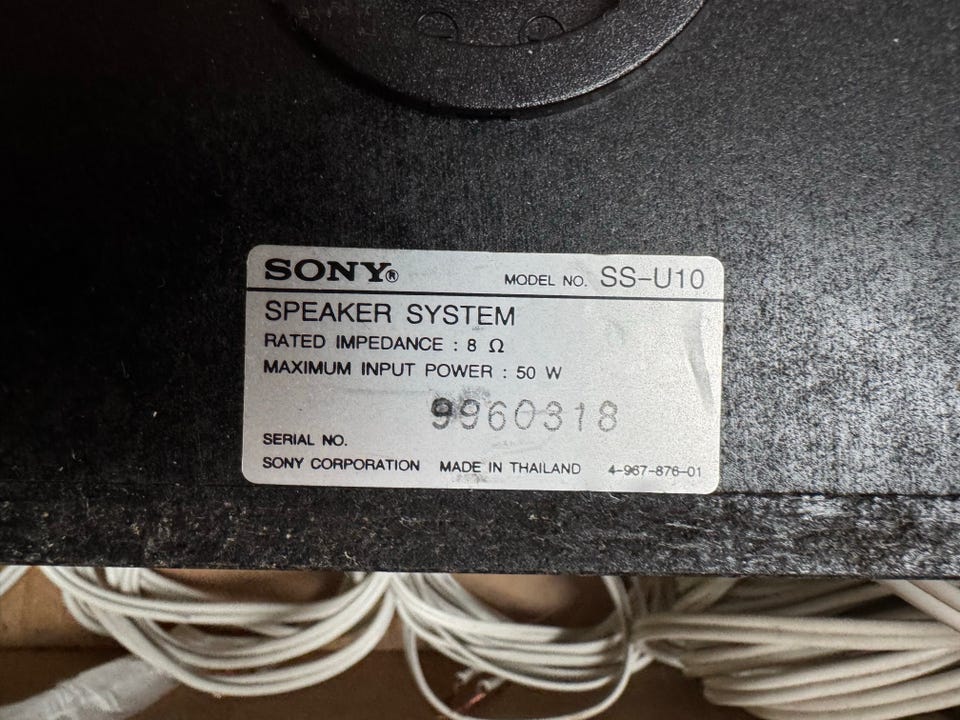 SONY®
MODEL NO. SS-U10
SPEAKER SYSTEM
RATED IMPEDANCE : 8 Ω
MAXIMUM INPUT POWER : 50 W
9960318
SERIAL NO.
SONY CORPORATION MADE IN THAILAND 4-967-876-01